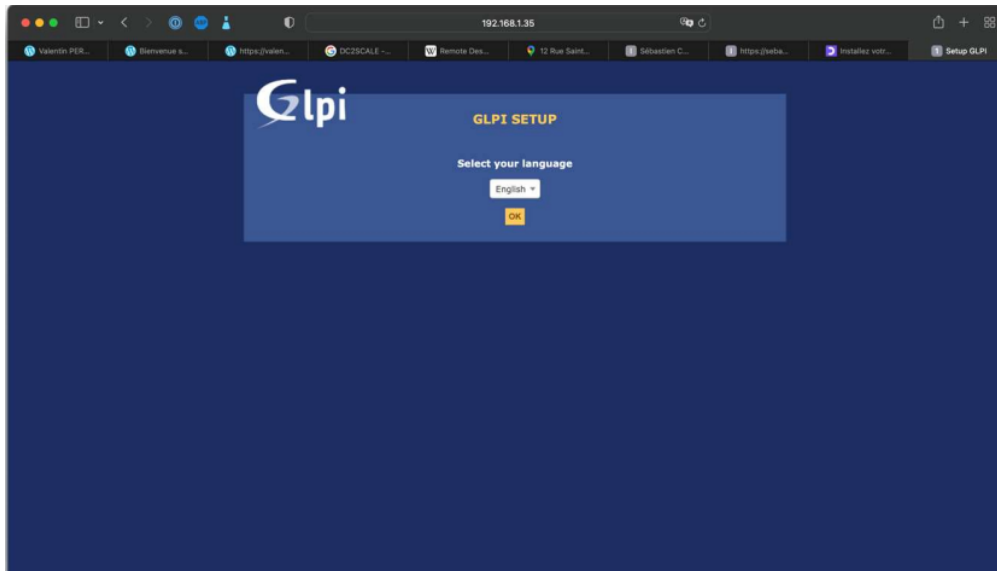 192.168.1.35
Valentin PER...
Bienvenue s...
https://valen...
DC2SCALE -...
Remote Des...
12 Rue Saint...
Sébastien C...
https://seba...
Installez votr...
Setup GLPI
Glpi
GLPI SETUP
Select your language
English
OK